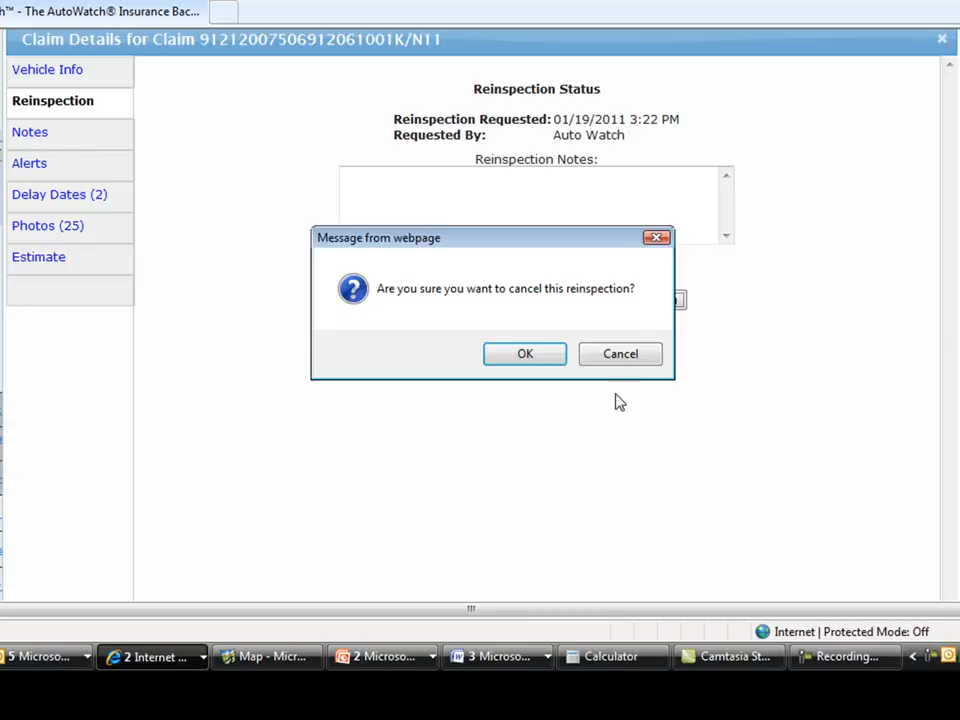 h™ - The AutoWatch® Insurance Bac...
Claim Details for Claim 91212007506912061001K/N11
Vehicle Info
Reinspection
Notes
Alerts
Delay Dates (2)
Photos (25)
Estimate
Reinspection Status
Reinspection Requested: 01/19/2011 3:22 PM
Requested By: Auto Watch
Reinspection Notes:
Message from webpage
Are you sure you want to cancel this reinspection?
OK Cancel
Internet | Protected Mode: Off
5 Microso... 2 Internet ... Map - Micr... 2 Microso... 3 Microso... Calculator Camtasia St... Recording...